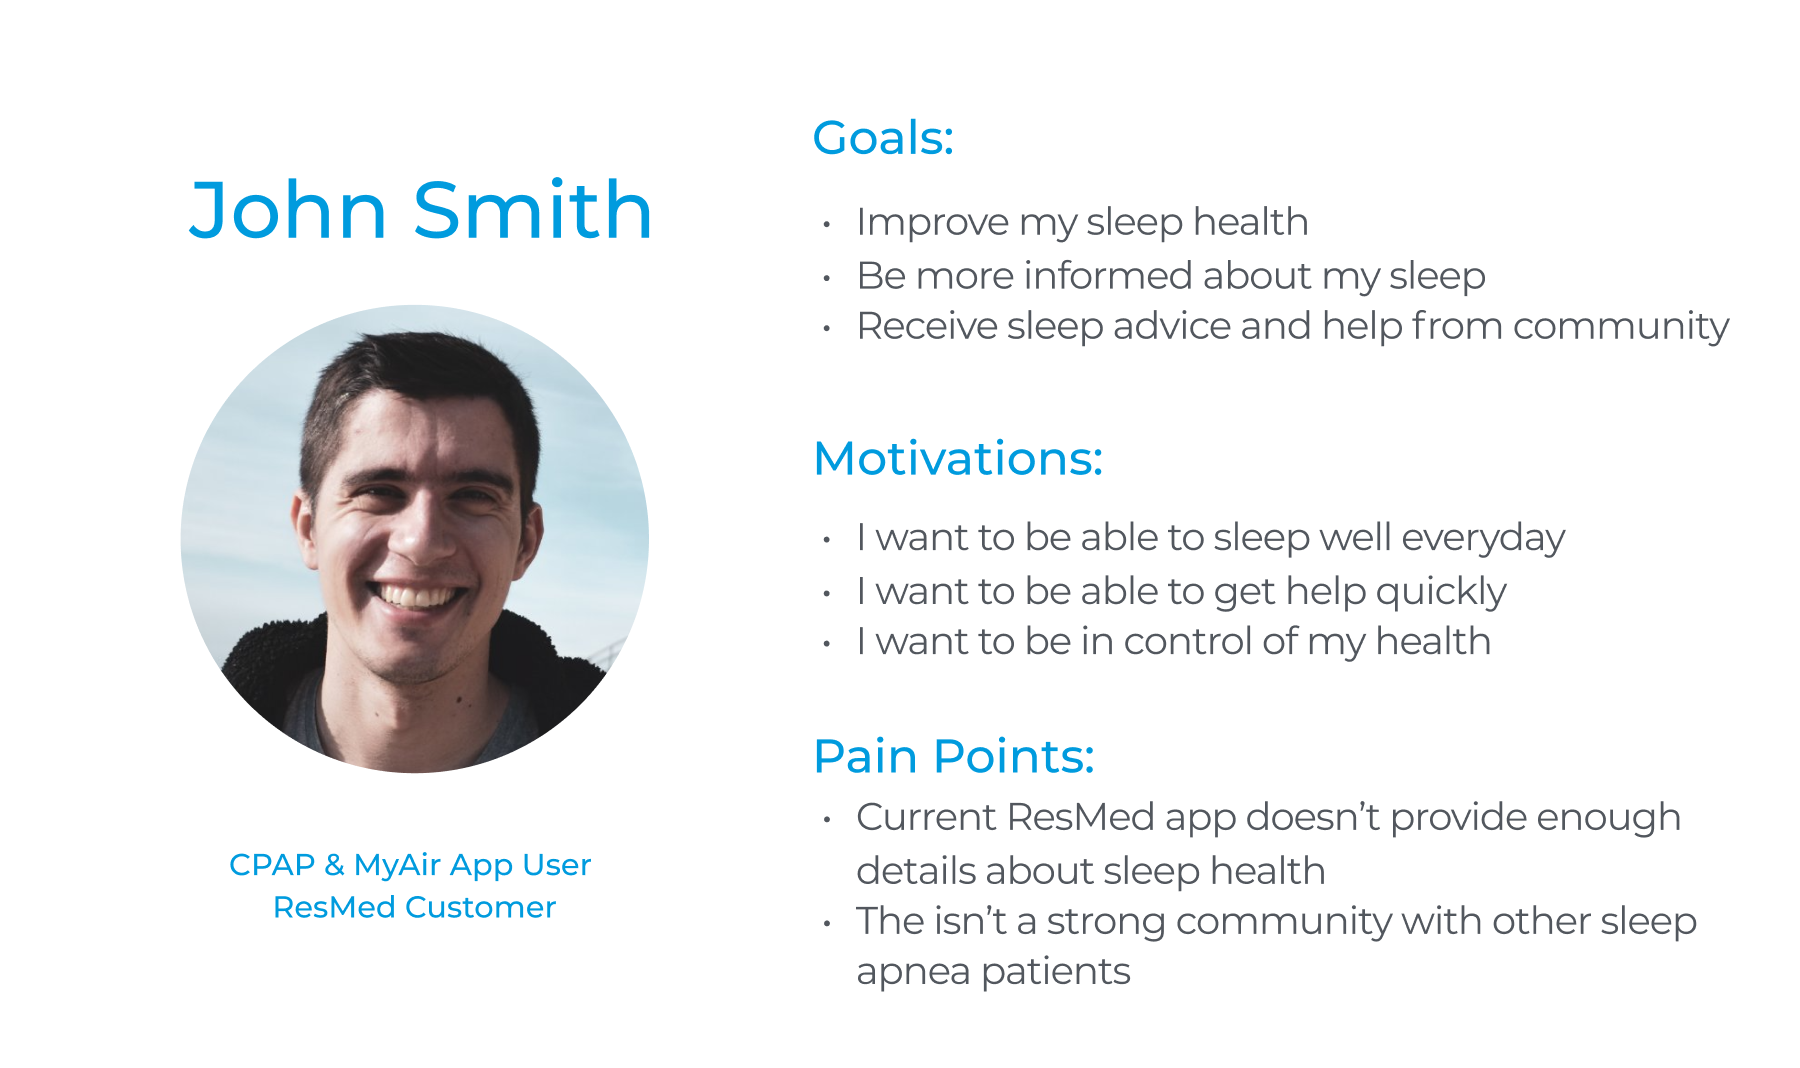 John Smith
CPAP & MyAir App User
ResMed Customer
Goals:
• Improve my sleep health
• Be more informed about my sleep
• Receive sleep advice and help from community
Motivations:
• I want to be able to sleep well everyday
• I want to be able to get help quickly
• I want to be in control of my health
Pain Points:
• Current ResMed app doesn’t provide enough
details about sleep health
• The isn’t a strong community with other sleep
apnea patients